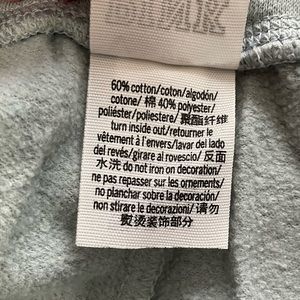 60% cotton/coton/algodón/
cotone/ 棉 40% polyester/
poliéster/poliestere/ 聚酯纤维
turn inside out/retourner le
vêtement à l'envers/lavar del lado
del revés/girare al rovescio/ 反面
水洗 do not iron on decoration/
ne pas repasser sur les ornements/
no planchar sobre la decoración/
non stirare le decorazioni/ 请勿
熨烫装饰部分